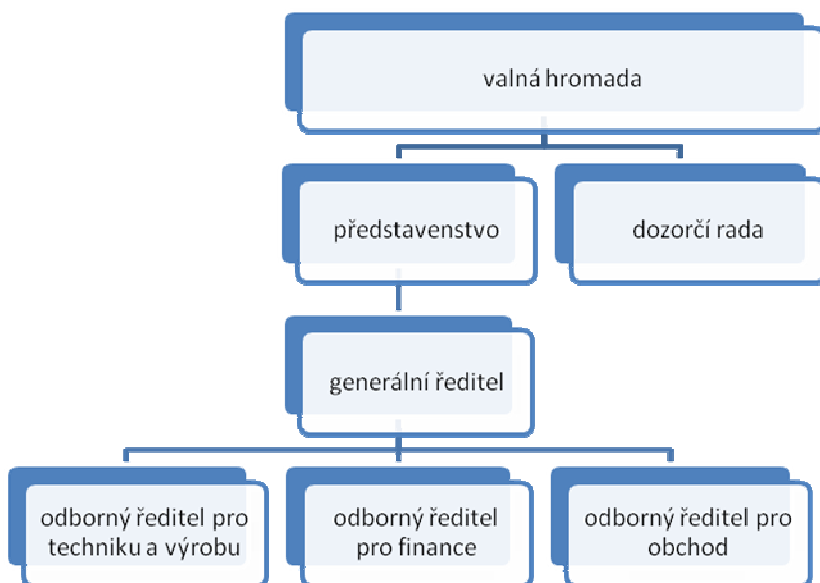 valná hromada
představenstvo
dozorčí rada
generální ředitel
odborný ředitel pro
techniku a výrobu
odborný ředitel
pro finance
odborný ředitel pro
obchod